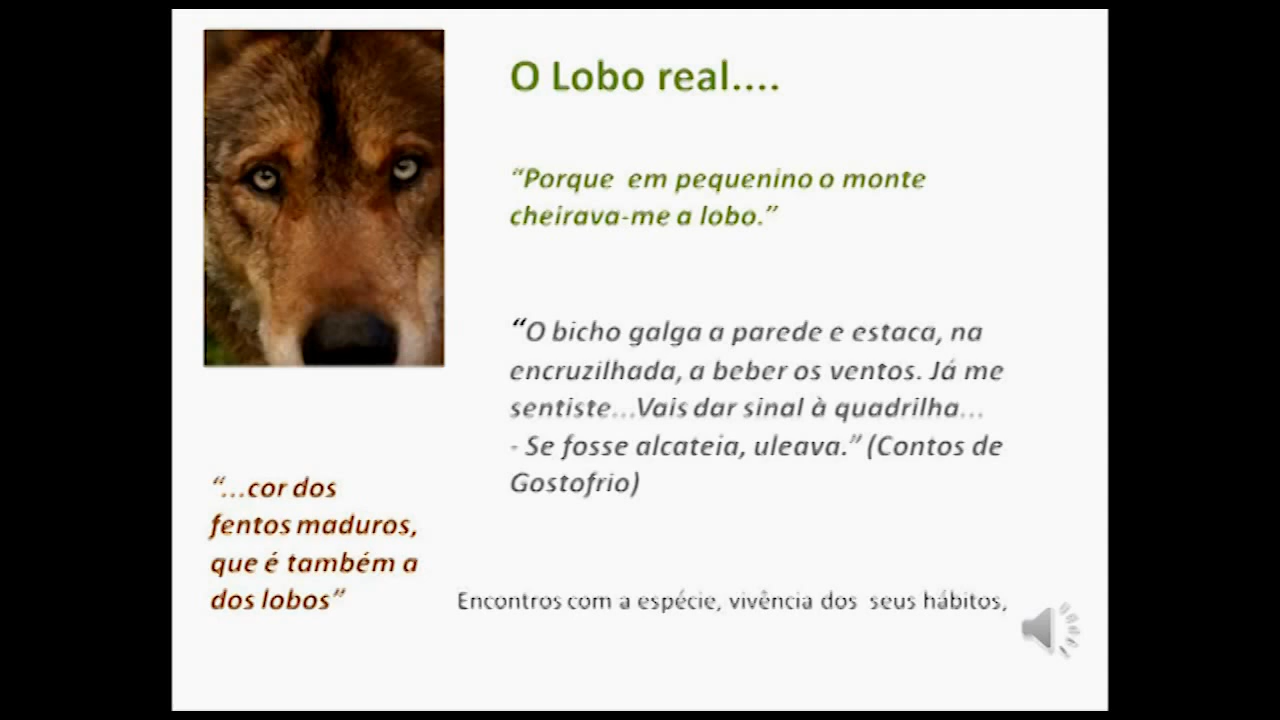 O Lobo real....
“Porque em pequenino o monte
cheirava-me a lobo.”
“O bicho galga a parede e estaca, na
encruzilhada, a beber os ventos. Já me
sentiste...Vais dar sinal à quadrilha...
- Se fosse alcateia, uleava.” (Contos de
Gostofrio)
“...cor dos
fentos maduros,
que é também a
dos lobos”
Encontros com a espécie, vivência dos seus hábitos,